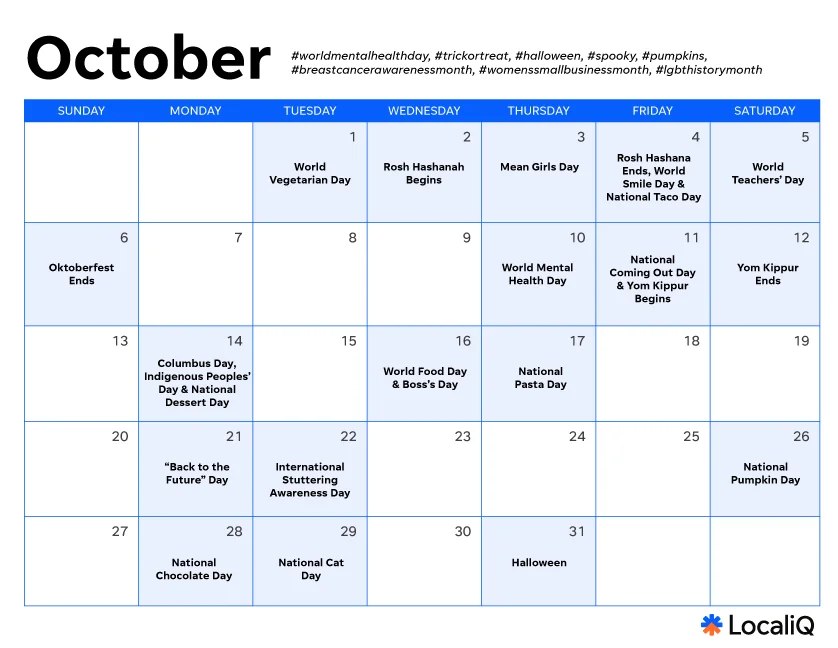 October
#worldmentalhealthday, #trickortreat, #halloween, #spooky, #pumpkins,
#breastcancerawarenessmonth, #womenssmallbusinessmonth, #lgbthistorymonth
SUNDAY MONDAY TUESDAY WEDNESDAY THURSDAY FRIDAY SATURDAY
1
World
Vegetarian Day
2
Rosh Hashanah
Begins
3
Mean Girls Day
4
Rosh Hashana
Ends, World
Smile Day &
National Taco Day
5
World
Teachers’ Day
6
Oktoberfest
Ends
7
8
9
10
World Mental
Health Day
11
National
Coming Out Day
& Yom Kippur
Begins
12
Yom Kippur
Ends
13
14
Columbus Day,
Indigenous Peoples’
Day & National
Dessert Day
15
16
World Food Day
& Boss’s Day
17
National
Pasta Day
18
19
20
21
“Back to the
Future” Day
22
International
Stuttering
Awareness Day
23
24
25
26
National
Pumpkin Day
27
28
National
Chocolate Day
29
National Cat
Day
30
31
Halloween
LocaliQ